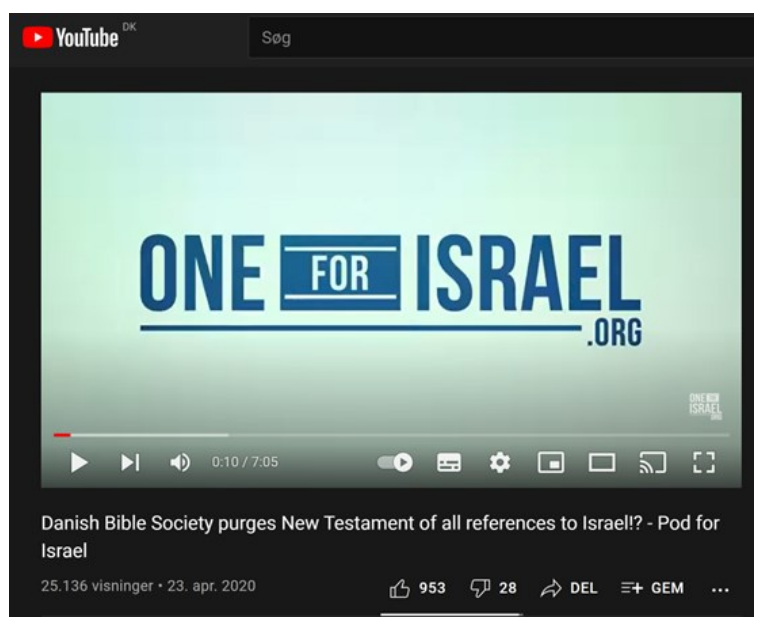 YouTube DK
Søg
ONE FOR ISRAEL
.ORG
ONE FOR
ISRAEL
.ORG
0:10 / 7:05
Danish Bible Society purges New Testament of all references to Israel!? - Pod for
Israel
25.136 visninger • 23. apr. 2020 953 28 DEL GEM